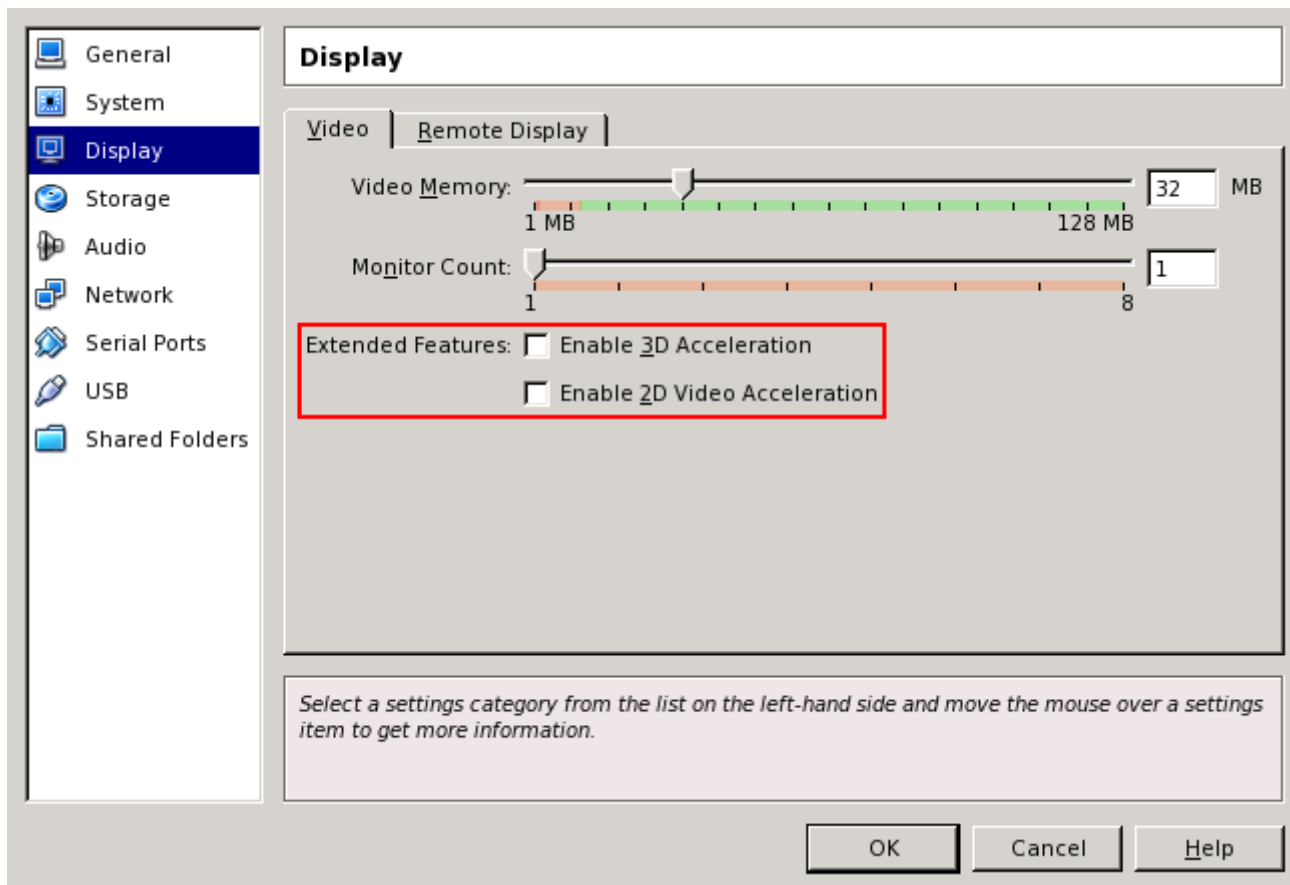 General
System
Display
Storage
Audio
Network
Serial Ports
USB
Shared Folders
Display
Video
Remote Display
Video Memory:
32
MB
1 MB
128 MB
Monitor Count:
1
1
8
Extended Features:
Enable 3D Acceleration
Enable 2D Video Acceleration
Select a settings category from the list on the left-hand side and move the mouse over a settings
item to get more information.
OK
Cancel
Help